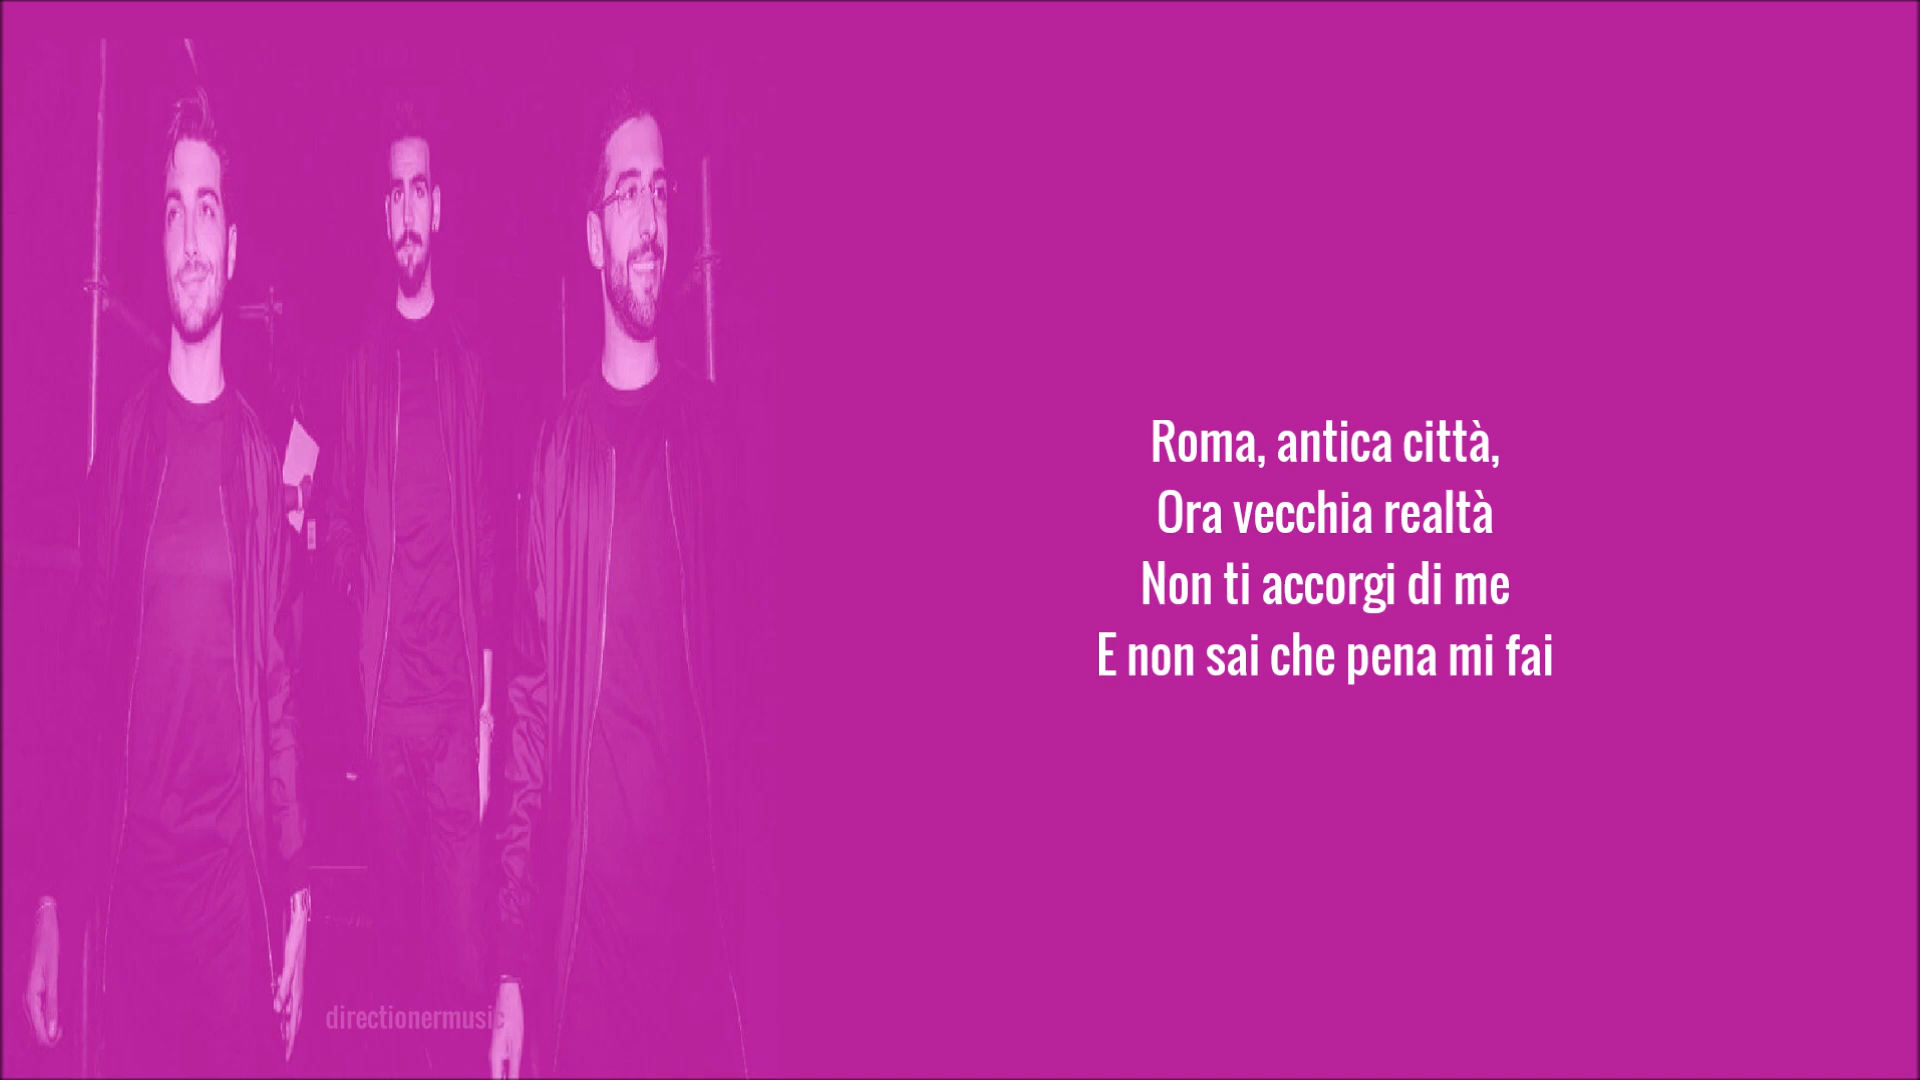 Roma, antica città,
Ora vecchia realtà
Non ti accorgi di me
E non sai che pena mi fai
directionermusic